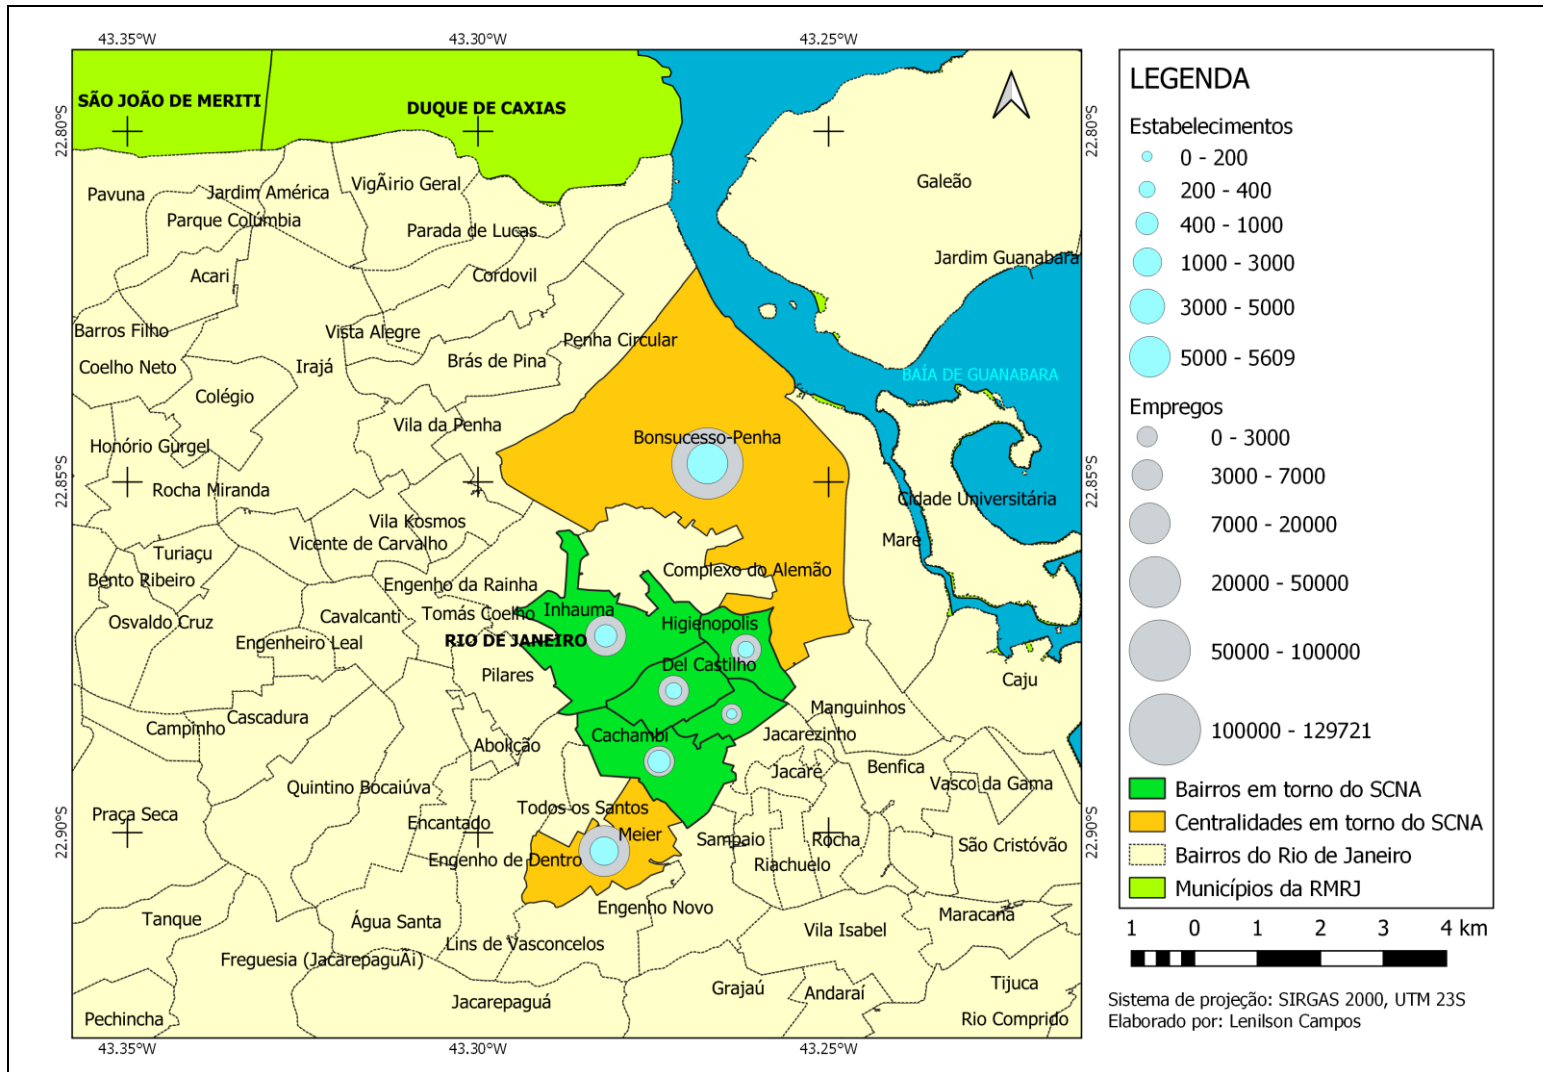 43.35°W 43.30°W 43.25°W
SÃO JOÃO DE MERITI
DUQUE DE CAXIAS
22.80°S
22.80°S
Pavuna
Jardim América
VigÃirio Geral
Galeão
Parque Colúmbia
Parada de Lucas
Jardim Guanabara
Acari
Cordovil
Barros Filho
Vista Alegre
Penha Circular
Coelho Neto
Irajá
Brás de Pina
BAÍA DE GUANABARA
Colégio
Vila da Penha
Bonsucesso-Penha
Honório Gurgel
22.85°S
22.85°S
Rocha Miranda
Cidade Universitária
Vila Kosmos
Turiaçu
Vicente de Carvalho
Maré
Bento Ribeiro
Engenho da Rainha
Complexo do Alemão
Osvaldo Cruz
Cavalcanti
Tomás Coelho
Inhauma
Higienopolis
Engenheiro Leal
RIO DE JANEIRO
Pilares
Del Castilho
Caju
Campinho
Cascadura
Manguinhos
Abolição
Cachambi
Jacarezinho
Quintino Bocaiúva
Jacaré
Benfica
Vasco da Gama
Praça Seca
Todos os Santos
22.90°S
22.90°S
Encantado
Meier
Sampaio
Rocha
São Cristóvão
Engenho de Dentro
Riachuelo
Tanque
Água Santa
Engenho Novo
Maracanã
Lins de Vasconcelos
Vila Isabel
Freguesia (JacarepaguÃi)
Grajaú
Andaraí
Tijuca
Jacarepaguá
Pechincha
Rio Comprido
43.35°W 43.30°W 43.25°W
LEGENDA
Estabelecimentos
0 - 200
200 - 400
400 - 1000
1000 - 3000
3000 - 5000
5000 - 5609
Empregos
0 - 3000
3000 - 7000
7000 - 20000
20000 - 50000
50000 - 100000
100000 - 129721
Bairros em torno do SCNA
Centralidades em torno do SCNA
Bairros do Rio de Janeiro
Municípios da RMRJ
1 0 1 2 3 4 km
Sistema de projeção: SIRGAS 2000, UTM 23S
Elaborado por: Lenilson Campos